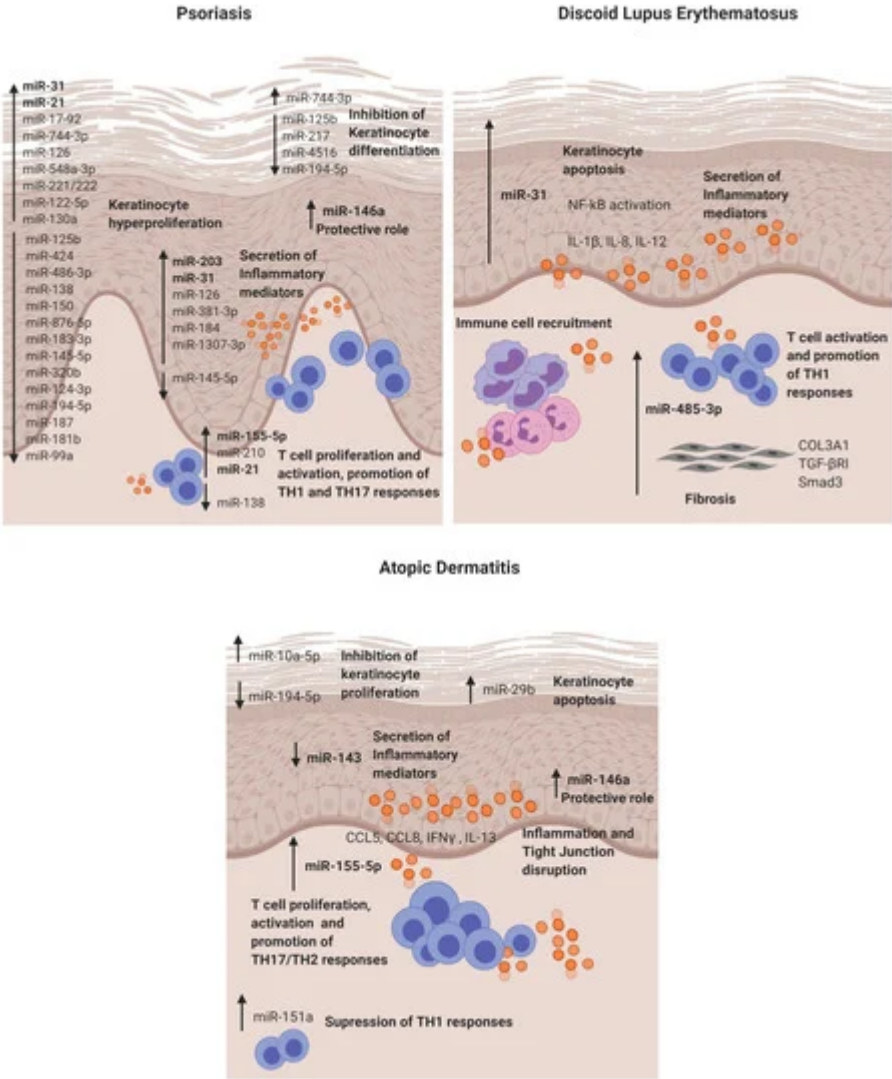 Psoriasis
miR-31
miR-21
miR-17-92
miR-744-3p
miR-126
miR-548a-3p
miR-221/222
miR-122-5p
miR-130a
miR-125b
miR-424
miR-486-3p
miR-138
miR-150
miR-876-5p
miR-183-3p
miR-145-5p
miR-320b
miR-124-3p
miR-194-5p
miR-187
miR-181b
miR-99a
Keratinocyte
hyperproliferation
miR-744-3p
miR-125b
miR-217
miR-4516
miR-194-5p
Inhibition of
Keratinocyte
differentiation
miR-146a
Protective role
miR-203
miR-31
miR-126
miR-381-3p
miR-184
miR-1307-3p
miR-145-5p
Secretion of
Inflammatory
mediators
miR-155-5p
miR-210
miR-21
miR-138
T cell proliferation and
activation, promotion of
TH1 and TH17 responses
Discoid Lupus Erythematosus
miR-31
Keratinocyte
apoptosis
NF-kB activation
IL-1β, IL-8, IL-12
Secretion of
Inflammatory
mediators
Immune cell recruitment
T cell activation
and promotion
of TH1
responses
miR-485-3p
COL3A1
TGF-βRI
Smad3
Fibrosis
Atopic Dermatitis
miR-10a-5p
miR-194-5p
Inhibition of
keratinocyte
proliferation
miR-29b
Keratinocyte
apoptosis
miR-143
Secretion of
Inflammatory
mediators
miR-146a
Protective role
CCL5, CCL8, IFNγ , IL-13
Inflammation and
Tight Junction
disruption
miR-155-5p
T cell proliferation,
activation and
promotion of
TH17/TH2 responses
miR-151a
Supression of TH1 responses